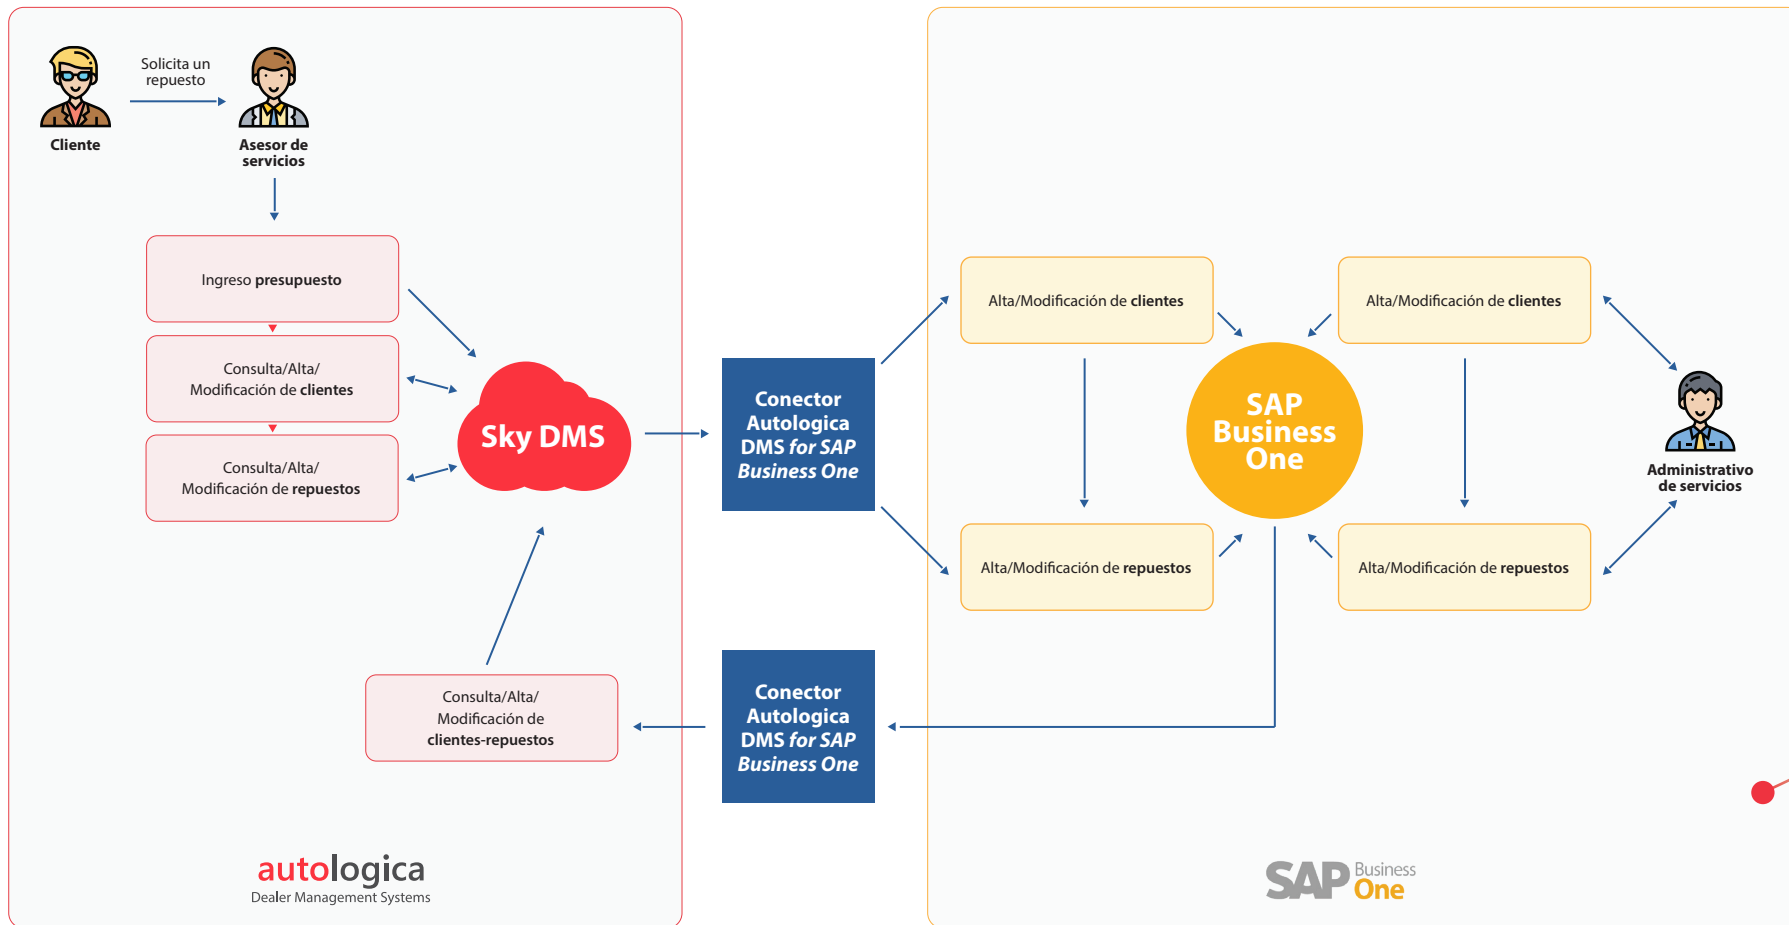 Solicita un
repuesto
Cliente
Asesor de
servicios
Ingreso presupuesto
Consulta/Alta/
Modificación de clientes
Consulta/Alta/
Modificación de repuestos
Sky DMS
Consulta/Alta/
Modificación de
clientes-repuestos
autologica
Dealer Management Systems
Conector
Autologica
DMS for SAP
Business One
Conector
Autologica
DMS for SAP
Business One
Alta/Modificación de clientes
Alta/Modificación de clientes
SAP
Business
One
Administrativo
de servicios
Alta/Modificación de repuestos
Alta/Modificación de repuestos
SAP Business
One